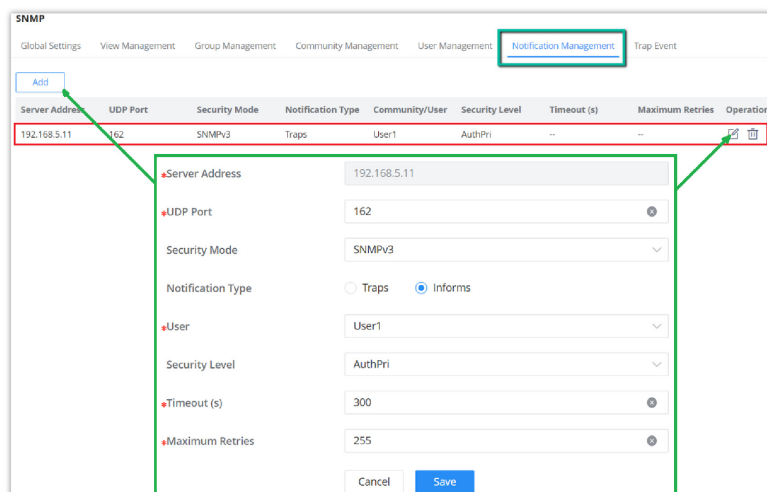 SNMP
Global Settings View Management Group Management Community Management User Management Notification Management Trap Event
Add
Server Address UDP Port Security Mode Notification Type Community/User Security Level Timeout (s) Maximum Retries Operation
192.168.5.11 162 SNMPv3 Traps User1 AuthPri -- --
*Server Address 192.168.5.11
*UDP Port 162
Security Mode SNMPv3
Notification Type Traps Informs
*User User1
Security Level AuthPri
*Timeout (s) 300
*Maximum Retries 255
Cancel Save